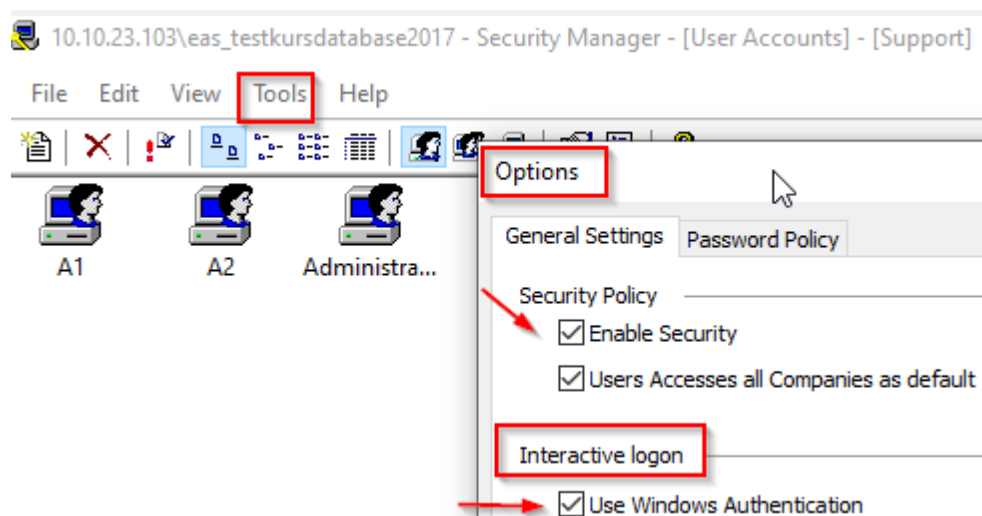 10.10.23.103\eas_testkursdatabase2017 - Security Manager - [User Accounts] - [Support]
File Edit View Tools Help
Options
A1 A2 Administra...
General Settings Password Policy
Security Policy
Enable Security
Users Accesses all Companies as default
Interactive logon
Use Windows Authentication